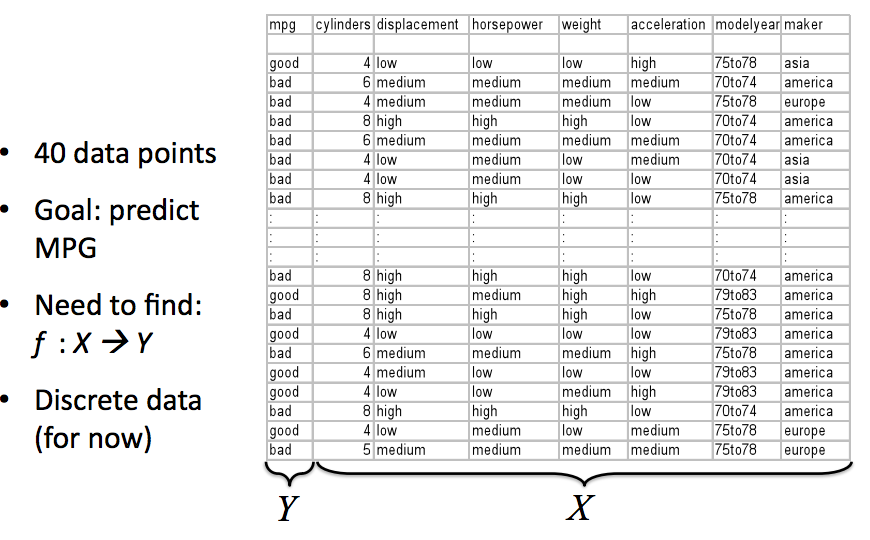 • 40 data points
• Goal: predict
MPG
• Need to find:
f : X → Y
• Discrete data
(for now)
mpg cylinders displacement horsepower weight acceleration modelyear maker
good 4 low low low high 75to78 asia
bad 6 medium medium medium medium 70to74 america
bad 4 medium medium medium low 75to78 europe
bad 8 high high high low 70to74 america
bad 6 medium medium medium medium 70to74 america
bad 4 low medium low medium 70to74 asia
bad 4 low medium low low 70to74 asia
bad 8 high high high low 75to78 america
: : : : : : : :
: : : : : : : :
: : : : : : : :
bad 8 high high high low 70to74 america
good 8 high medium high high 79to83 america
bad 8 high high high low 75to78 america
good 4 low low low low 79to83 america
bad 6 medium medium medium high 75to78 america
good 4 medium low low low 79to83 america
good 4 low low medium high 79to83 america
bad 8 high high high low 70to74 america
good 4 low medium low medium 75to78 europe
bad 5 medium medium medium medium 75to78 europe
Y X